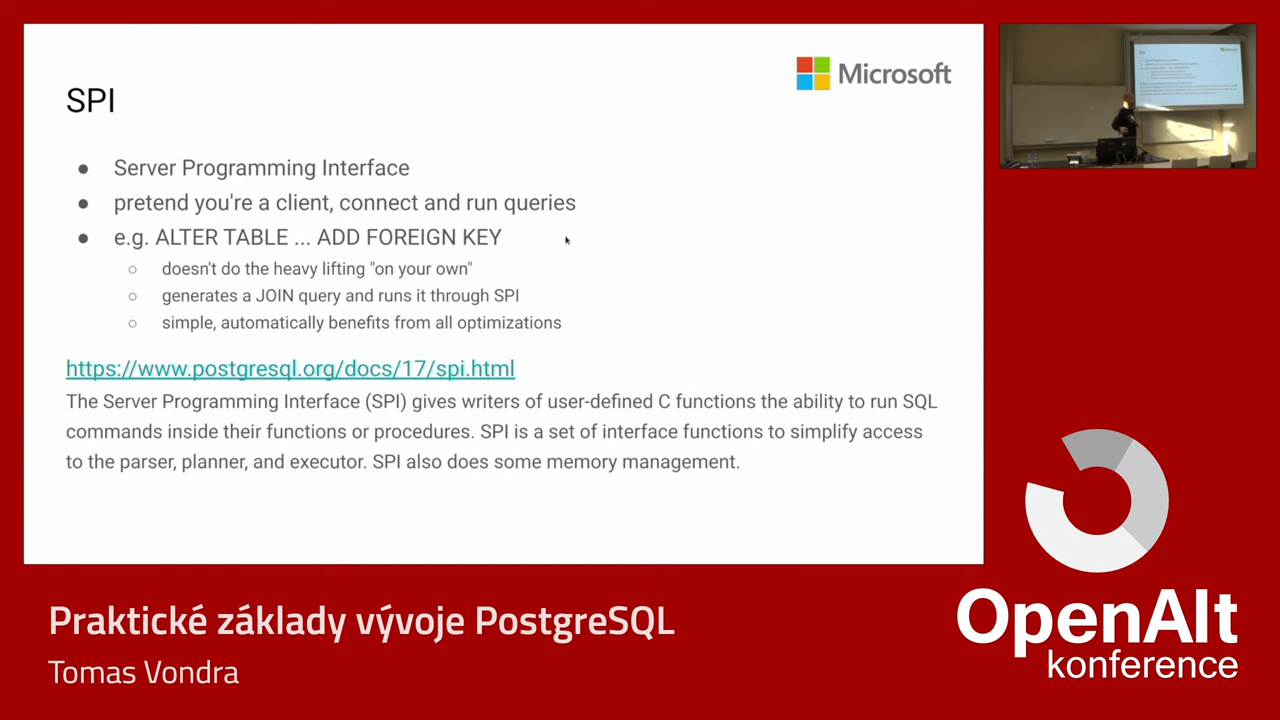 SPI
Microsoft
● Server Programming Interface
● pretend you're a client, connect and run queries
● e.g. ALTER TABLE ... ADD FOREIGN KEY
○ doesn't do the heavy lifting "on your own"
○ generates a JOIN query and runs it through SPI
○ simple, automatically benefits from all optimizations
https://www.postgresql.org/docs/17/spi.html
The Server Programming Interface (SPI) gives writers of user-defined C functions the ability to run SQL
commands inside their functions or procedures. SPI is a set of interface functions to simplify access
to the parser, planner, and executor. SPI also does some memory management.
Praktické základy vývoje PostgreSQL
Tomas Vondra
OpenAlt
konference